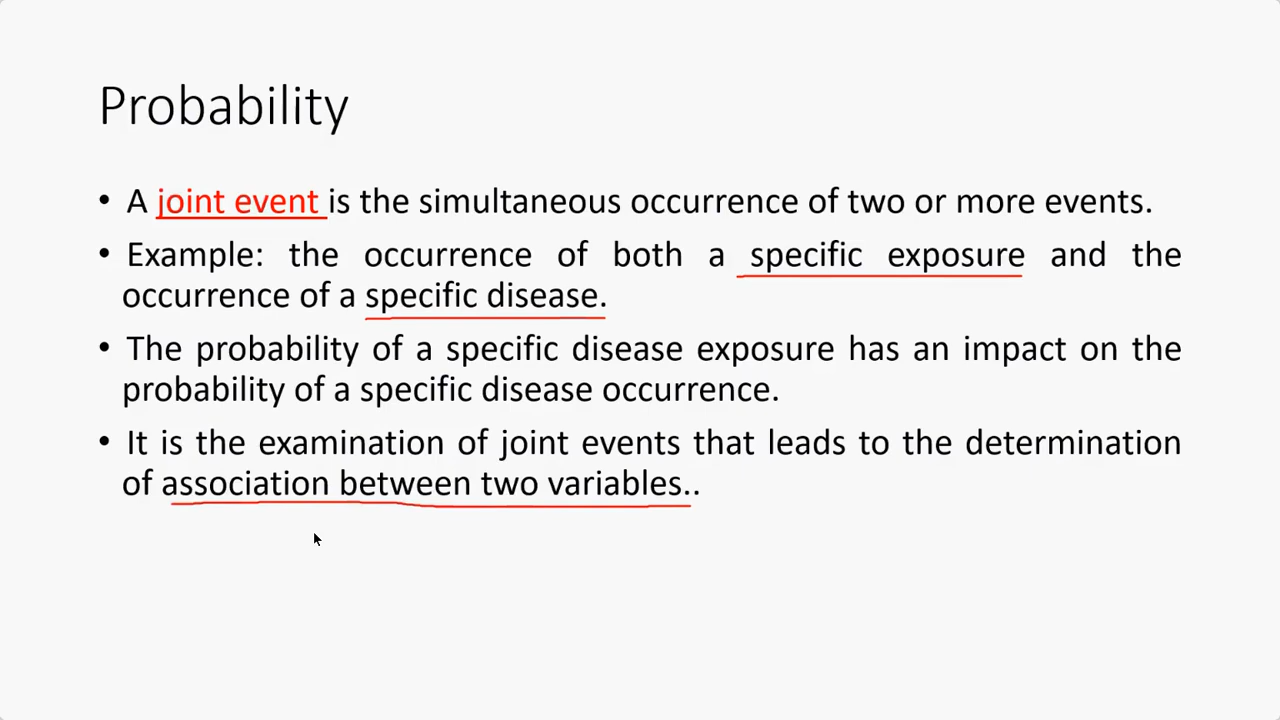 Probability
• A joint event is the simultaneous occurrence of two or more events.
• Example: the occurrence of both a specific exposure and the
occurrence of a specific disease.
• The probability of a specific disease exposure has an impact on the
probability of a specific disease occurrence.
• It is the examination of joint events that leads to the determination
of association between two variables..